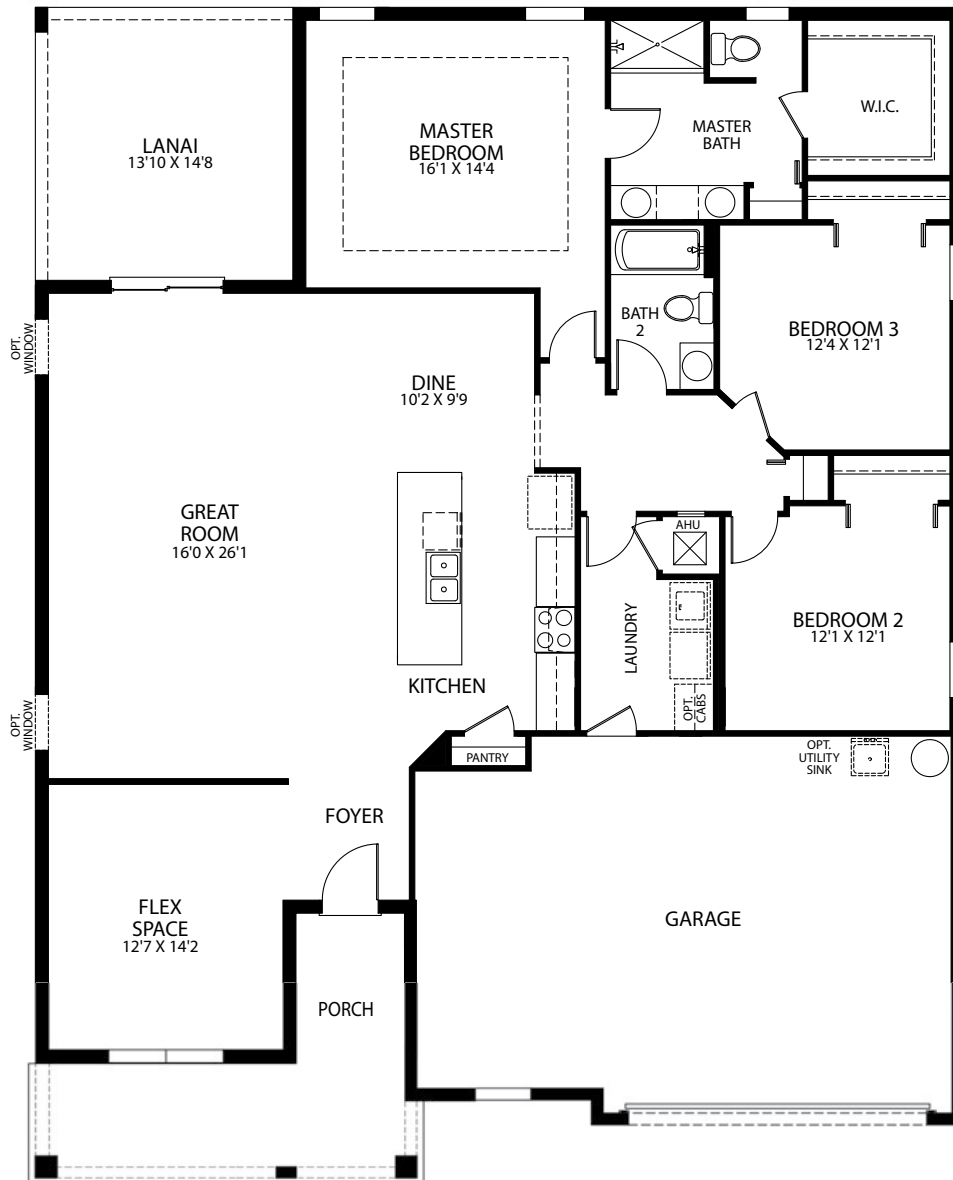 LANAI
13'10 X 14'8
MASTER
BEDROOM
16'1 X 14'4
MASTER
BATH
W.I.C.
OPT.
WINDOW
BATH
2
BEDROOM 3
12'4 X 12'1
DINE
10'2 X 9'9
GREAT
ROOM
16'0 X 26'1
AHU
LAUNDRY
BEDROOM 2
12'1 X 12'1
KITCHEN
OPT.
CABS
OPT.
WINDOW
PANTRY
OPT.
UTILITY
SINK
FOYER
FLEX
SPACE
12'7 X 14'2
GARAGE
PORCH